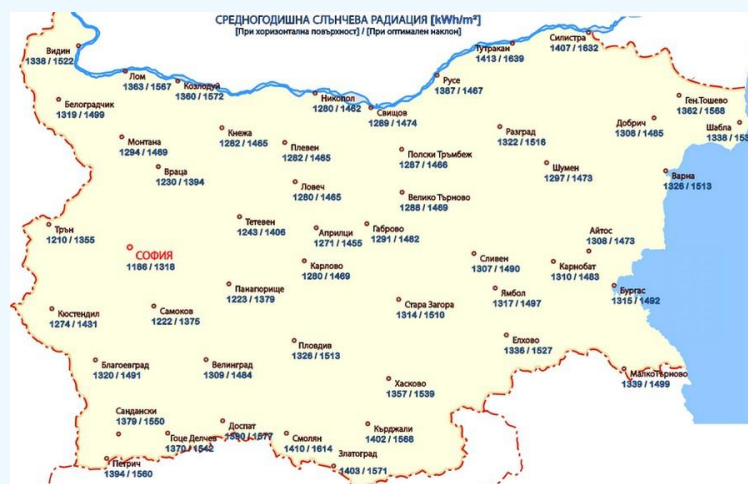 СРЕДНОГОДИШНА СЛЪНЧЕВА РАДИАЦИЯ [kWh/m²]
[При хоризонтална повърхност] / [При оптимален наклон]
Видин
1338 / 1522
Лом
1363 / 1567
Козлодуй
1360 / 1572
Белоградчик
1319 / 1499
Монтана
1294 / 1469
Враца
1230 / 1394
Кнежа
1282 / 1465
Плевен
1282 / 1465
Никопол
1280 / 1462
Свищов
1289 / 1474
Русе
1387 / 1467
Тутракан
1413 / 1639
Силистра
1407 / 1632
Ген.Тошево
1362 / 1568
Добрич
1308 / 1485
Шабла
1338 / 153
Разград
1322 / 1516
Полски Тръмбеж
1287 / 1466
Шумен
1297 / 1473
Варна
1326 / 1513
Ловеч
1280 / 1465
Велико Търново
1288 / 1469
Трън
1210 / 1355
СОФИЯ
1186 / 1318
Тетевен
1243 / 1406
Априлци
1271 / 1455
Габрово
1291 / 1482
Айтос
1308 / 1473
Карлово
1280 / 1469
Сливен
1307 / 1490
Карнобат
1310 / 1483
Панагюрище
1223 / 1379
Ямбол
1317 / 1497
Бургас
1315 / 1492
Кюстендил
1274 / 1431
Самоков
1222 / 1375
Стара Загора
1314 / 1510
Пловдив
1326 / 1513
Елхово
1336 / 1527
Благоевград
1320 / 1491
Велинград
1309 / 1484
Хасково
1357 / 1539
МалкоТърново
1339 / 1499
Сандански
1379 / 1550
Гоце Делчев
1370 / 1542
Доспат
1390 / 1577
Смолян
1410 / 1614
Кърджали
1402 / 1568
Златоград
1403 / 1571
Петрич
1394 / 1560